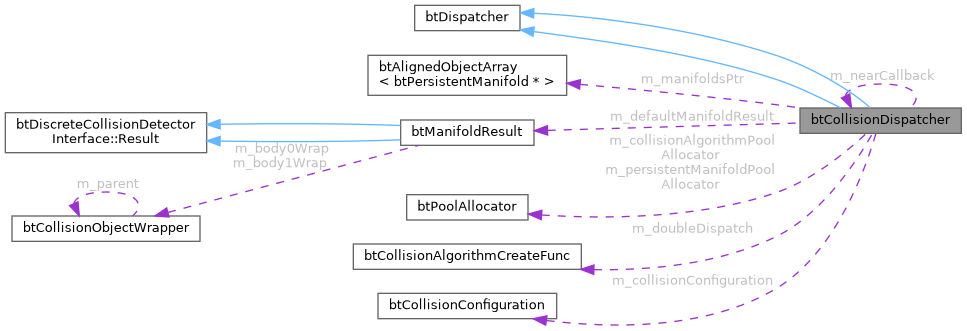 btDispatcher
btAlignedObjectArray
< btPersistentManifold * >
m_manifoldsPtr
m_nearCallback
btCollisionDispatcher
btDiscreteCollisionDetector
Interface::Result
btManifoldResult
m_defaultManifoldResult
m_body0Wrap
m_body1Wrap
m_collisionAlgorithmPool
Allocator
m_persistentManifoldPool
Allocator
m_parent
btCollisionObjectWrapper
btPoolAllocator
m_doubleDispatch
btCollisionAlgorithmCreateFunc
m_collisionConfiguration
btCollisionConfiguration